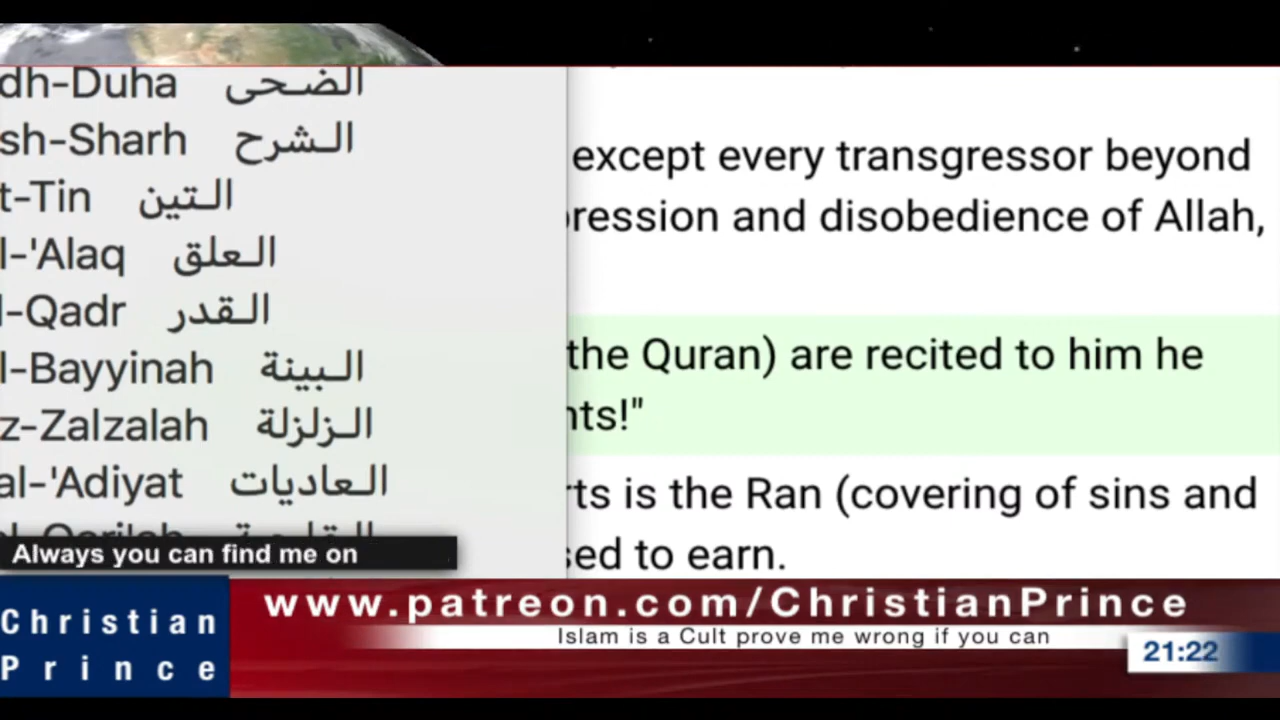 dh-Duha الضحى
sh-Sharh الشرح
t-Tin التين
l-'Alaq العلق
l-Qadr القدر
l-Bayyinah البينة
z-Zalzalah الزلزلة
al-'Adiyat العاديات
except every transgressor beyond
pression and disobedience of Allah,
the Quran) are recited to him he
nts!"
rts is the Ran (covering of sins and
sed to earn.
Always you can find me on
Christian
Prince
www.patreon.com/ChristianPrince
Islam is a Cult prove me wrong if you can
21:22